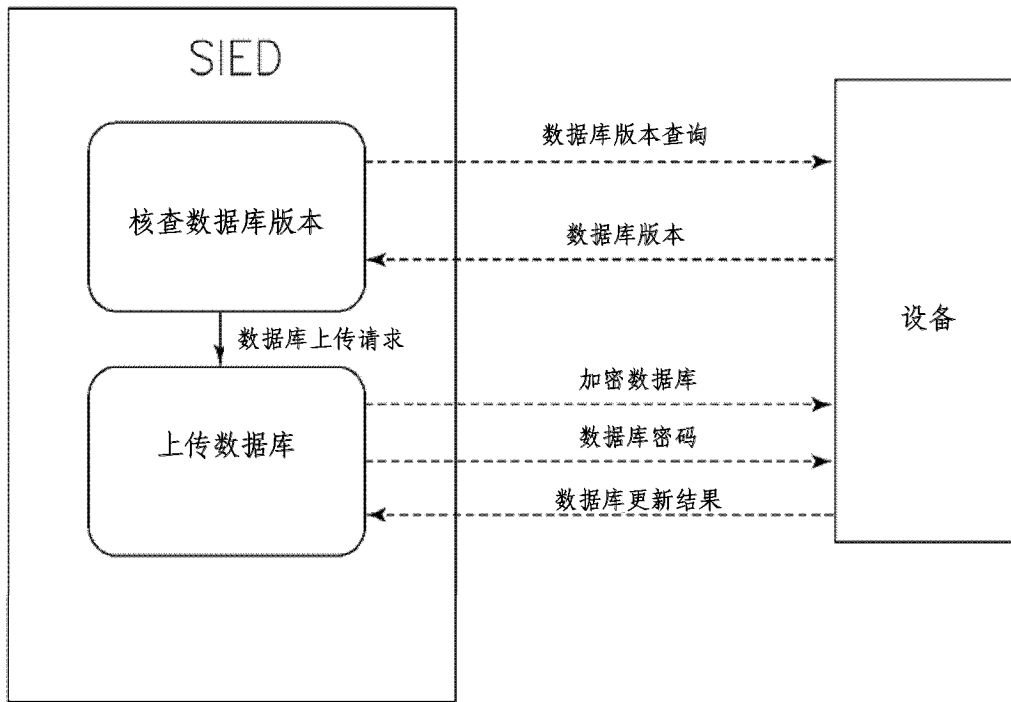 SIED
数据库版本查询
核查数据库版本
数据库版本
设备
数据库上传请求
加密数据库
上传数据库
数据库密码
数据库更新结果